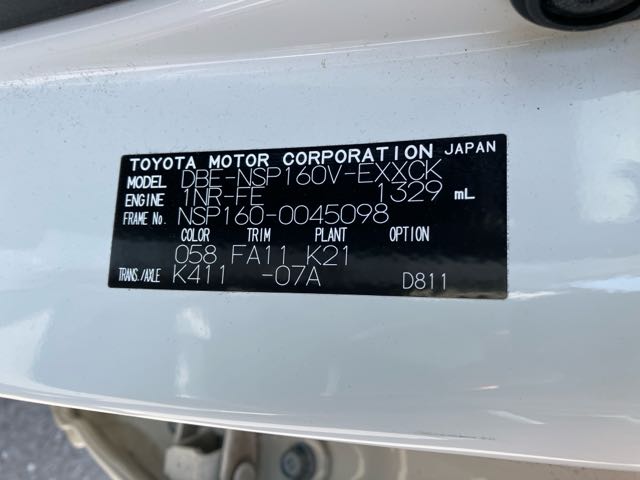 TOYOTA MOTOR CORPORATION JAPAN
MODEL DBE-NSP160V-EXXCK
ENGINE 1NR-FE 1329 mL
FRAME No. NSP160-0045098
COLOR TRIM PLANT OPTION
058 FA11 K21
TRANS./AXLE K411 -07A D811